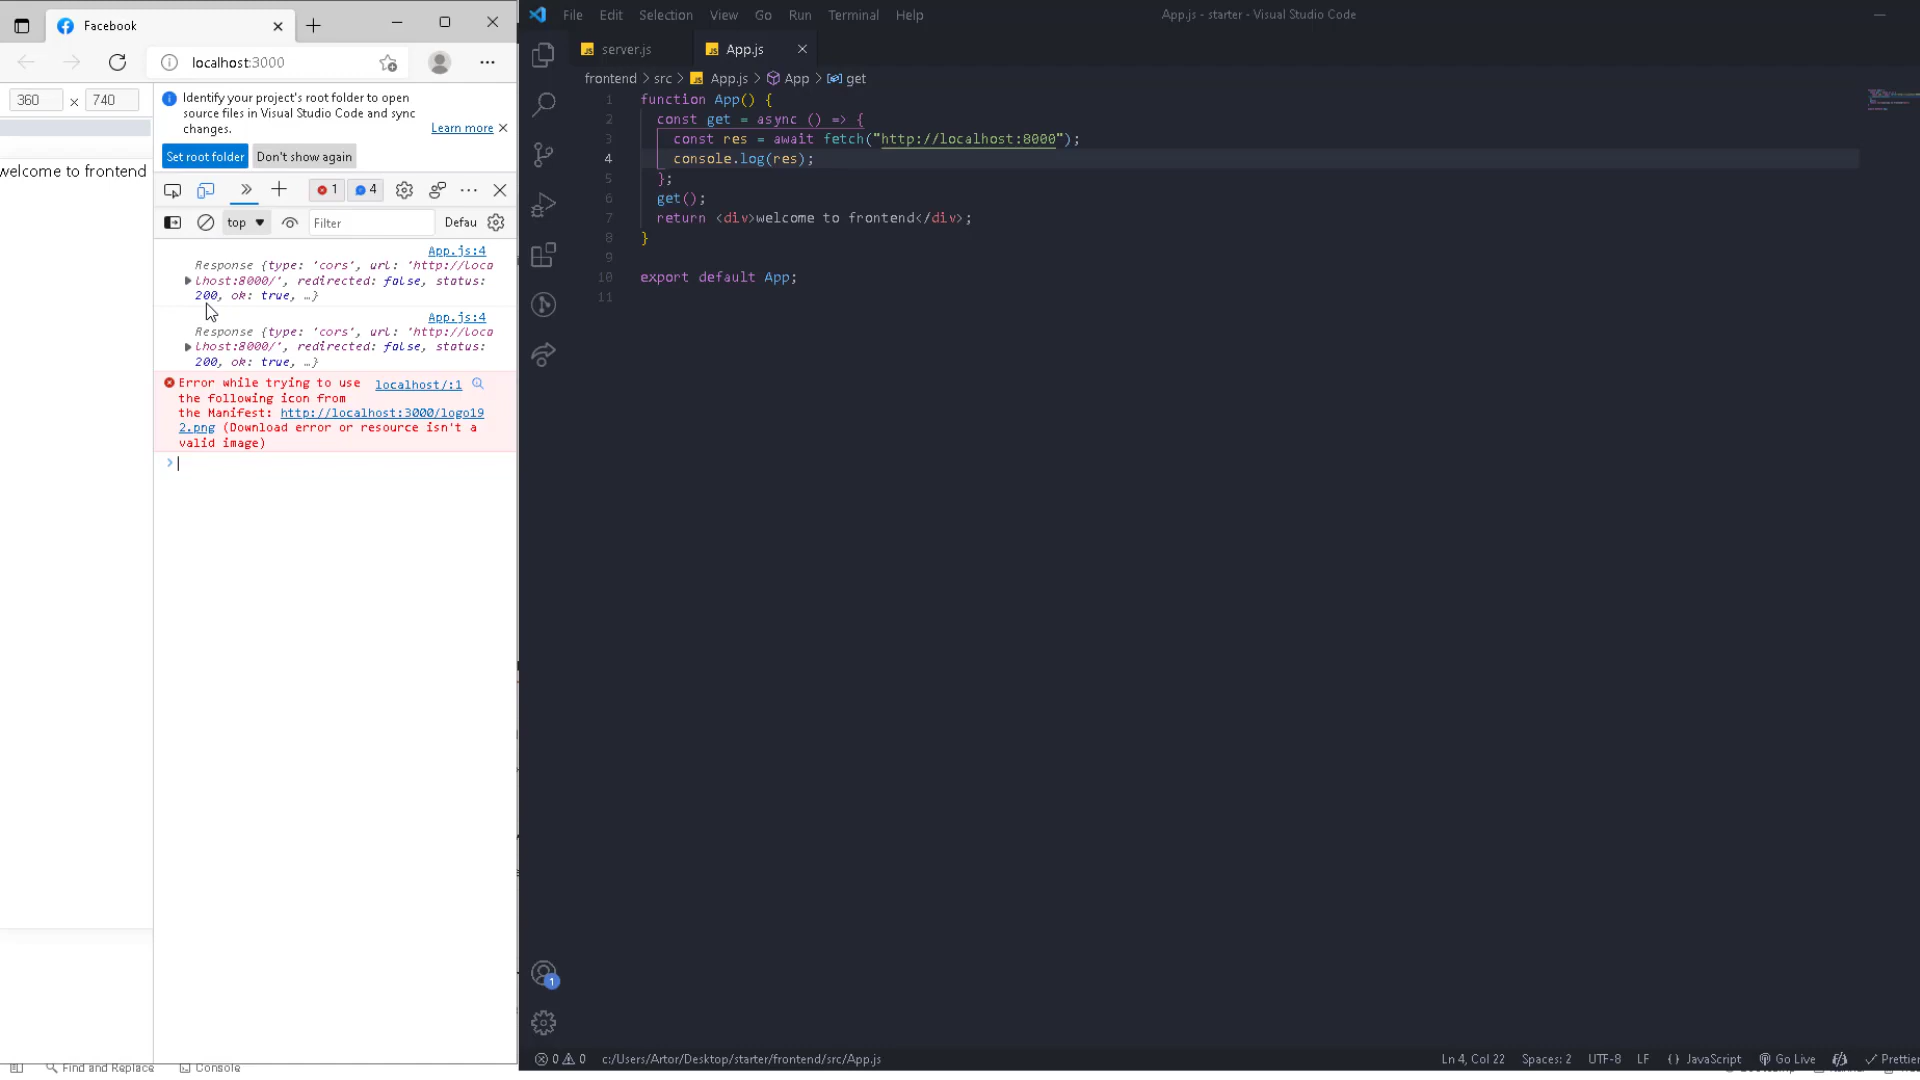 Facebook
localhost:3000
360 x 740
welcome to frontend
Identify your project's root folder to open
source files in Visual Studio Code and sync
changes.
Learn more
Set root folder
Don't show again
1
4
top
Filter
Defau
App.js:4
Response {type: 'cors', url: 'http://loca
lhost:8000/', redirected: false, status:
200, ok: true, …}
App.js:4
Response {type: 'cors', url: 'http://loca
lhost:8000/', redirected: false, status:
200, ok: true, …}
Error while trying to use localhost/:1
the following icon from
the Manifest: http://localhost:3000/logo19
2.png (Download error or resource isn't a
valid image)
Find and Replace
Console
File Edit Selection View Go Run Terminal Help
App.js - starter - Visual Studio Code
JS server.js
JS App.js
frontend > src > JS App.js > App > get
1 function App() {
2 const get = async () => {
3 const res = await fetch("http://localhost:8000");
4 console.log(res);
5 };
6 get();
7 return <div>welcome to frontend</div>;
8 }
9
10 export default App;
11
1
0 0 c:/Users/Artor/Desktop/starter/frontend/src/App.js
Ln 4, Col 22 Spaces: 2 UTF-8 LF {} JavaScript Go Live Prettier